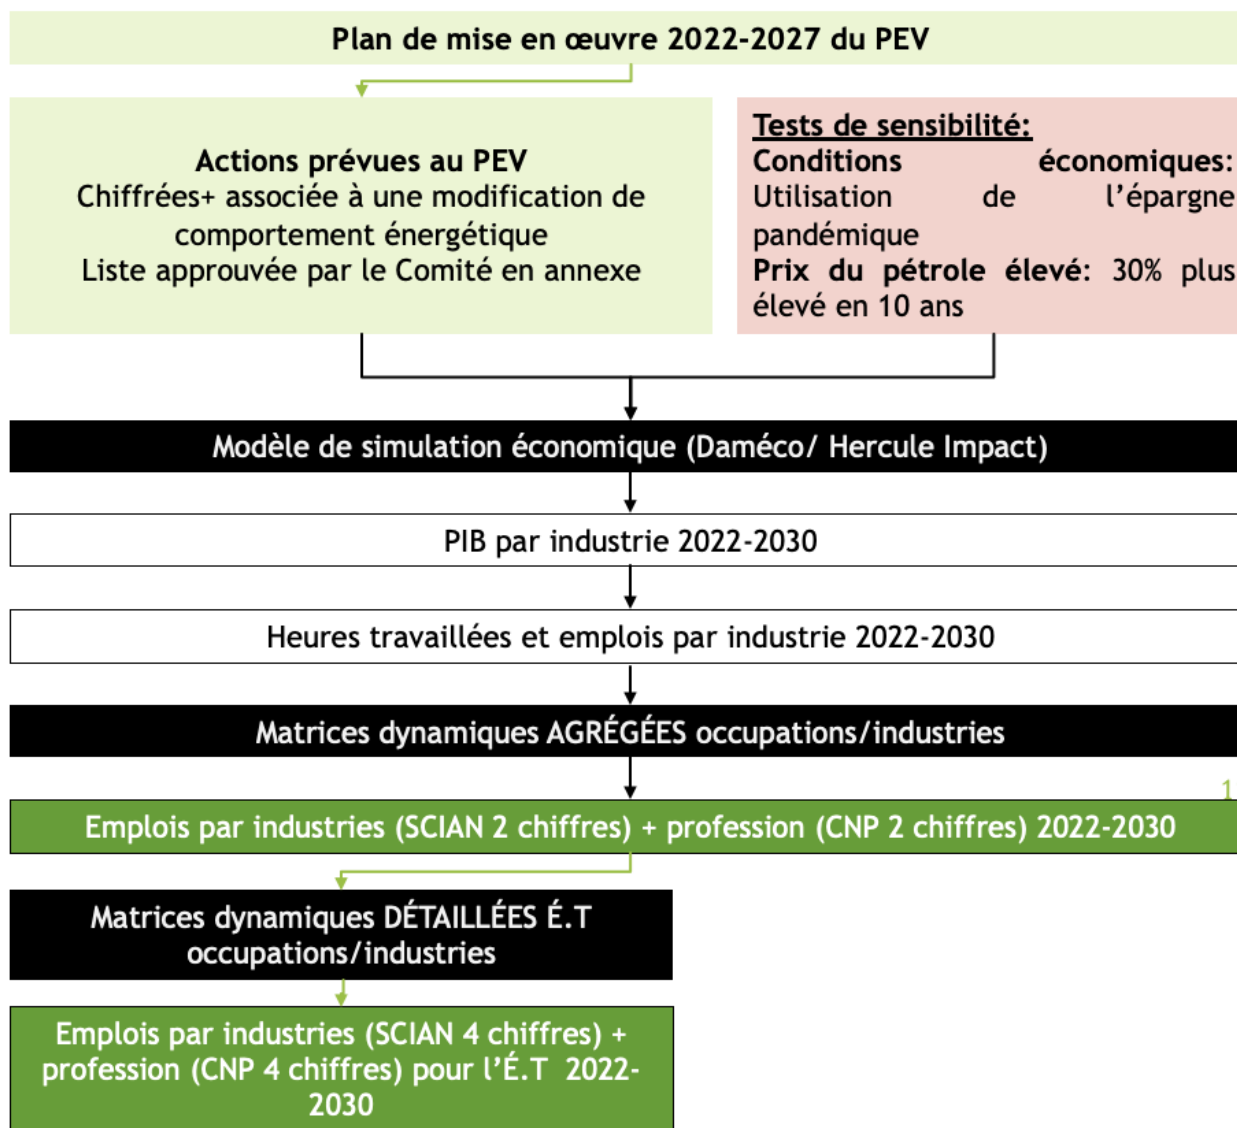 Plan de mise en œuvre 2022-2027 du PEV
Actions prévues au PEV
Chiffrées+ associée à une modification de
comportement énergétique
Liste approuvée par le Comité en annexe
Tests de sensibilité:
Conditions économiques:
Utilisation de l’épargne
pandémique
Prix du pétrole élevé: 30% plus
élevé en 10 ans
Modèle de simulation économique (Daméco/ Hercule Impact)
PIB par industrie 2022-2030
Heures travaillées et emplois par industrie 2022-2030
Matrices dynamiques AGRÉGÉES occupations/industries
1
Emplois par industries (SCIAN 2 chiffres) + profession (CNP 2 chiffres) 2022-2030
Matrices dynamiques DÉTAILLÉES É.T
occupations/industries
Emplois par industries (SCIAN 4 chiffres) +
profession (CNP 4 chiffres) pour l’É.T 2022-
2030